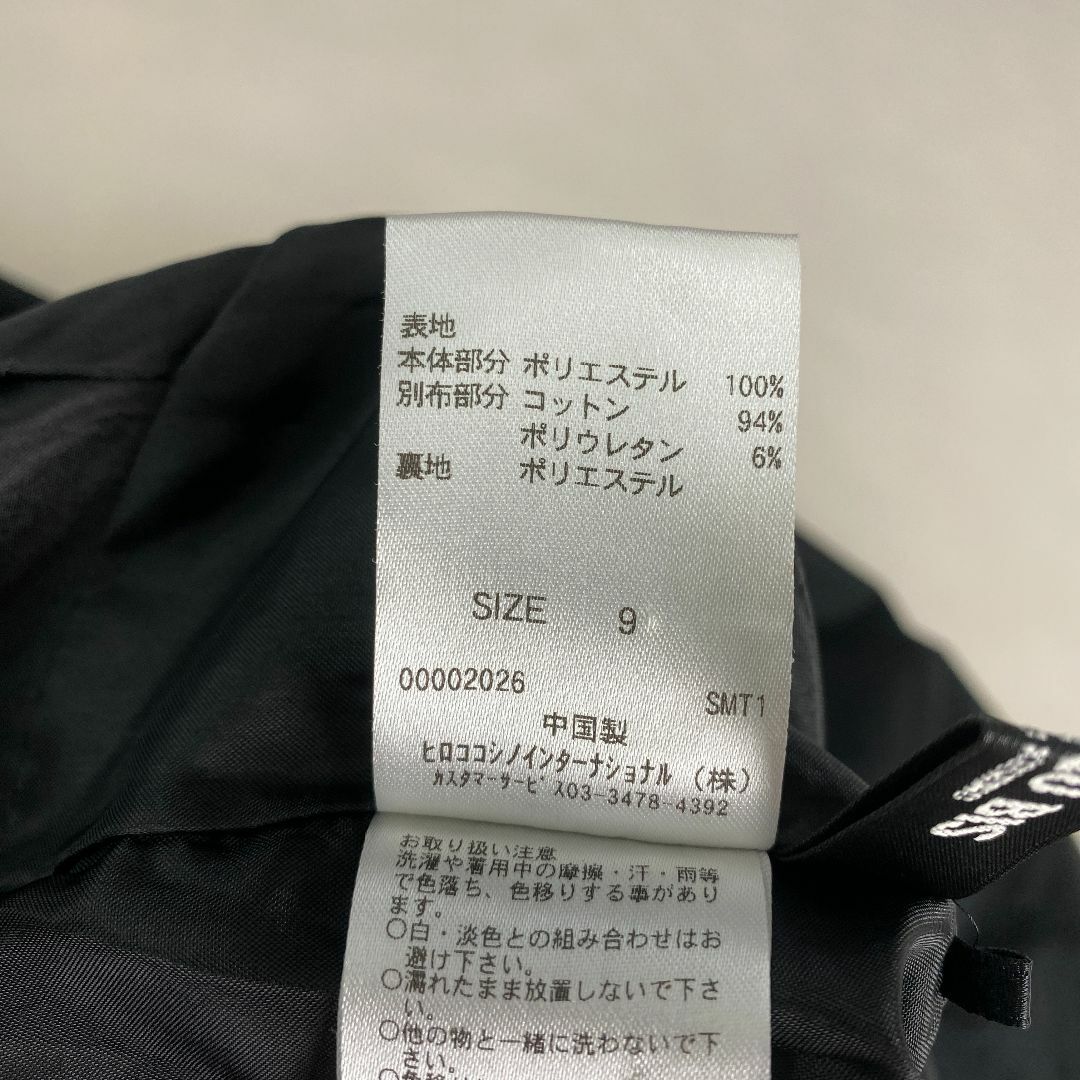 表地
本体部分 ポリエステル 100%
別布部分 コットン 94%
ポリウレタン 6%
裏地 ポリエステル
SIZE 9
00002026 SMT1
中国製
ヒロココシノインターナショナル (株)
カスタマーサービス03-3478-4392
お取り扱い注意
洗濯や着用中の摩擦・汗・雨等
で色落ち、色移りする事があり
ます。
○白・淡色との組み合わせはお
避け下さい。
○濡れたまま放置しないで下さ
い。
○他の物と一緒に洗わないで下
さい。